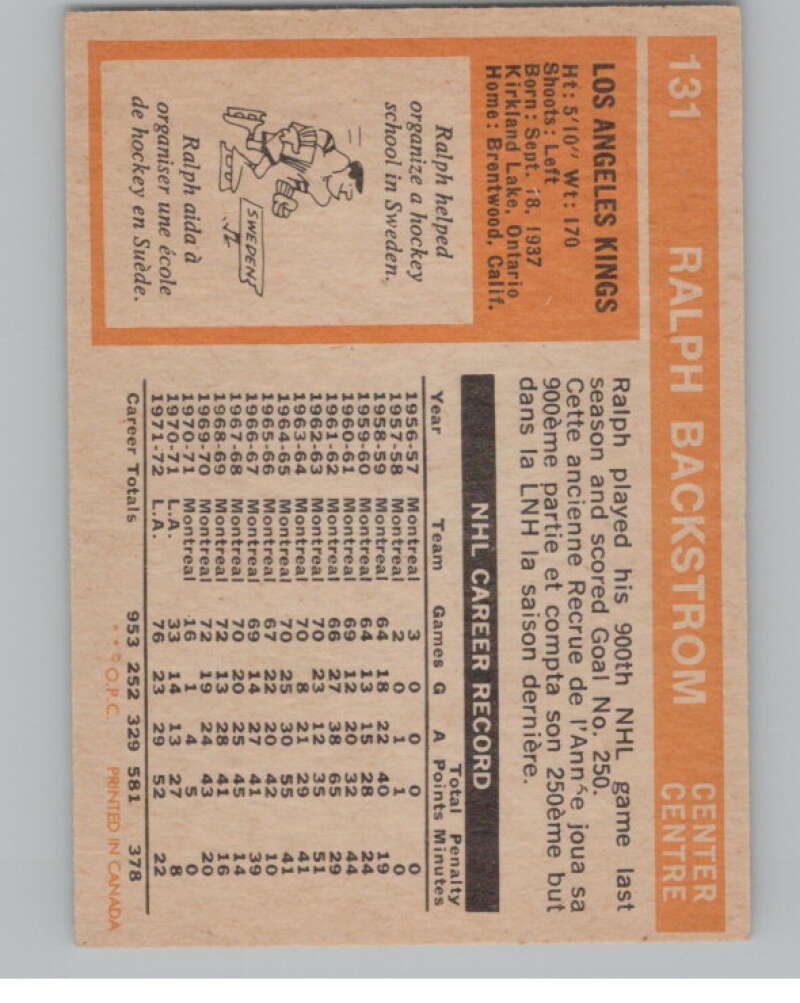 131 RALPH BACKSTROM CENTER
CENTRE
LOS ANGELES KINGS
Ht: 5'10" Wt: 170
Shoots: Left
Born: Sept. 18, 1937
Kirkland Lake, Ontario
Home: Brentwood, Calif.
Ralph helped
organize a hockey
school in Sweden.
SWEDEN
Ralph aida à
organiser une école
de hockey en Suède.
Ralph played his 900th NHL game last
season and scored Goal No. 250.
Cette ancienne Recrue de l'Année joua sa
900ème partie et compta son 250ème but
dans la LNH la saison dernière.
NHL CAREER RECORD
Total Penalty
Year Team Games G A Points Minutes
1956-57 Montreal 3 0 0 0 0
1957-58 Montreal 2 0 1 1 0
1958-59 Montreal 64 18 22 40 19
1959-60 Montreal 64 13 15 28 24
1960-61 Montreal 69 12 20 32 44
1961-62 Montreal 66 27 38 65 29
1962-63 Montreal 70 23 12 35 51
1963-64 Montreal 70 8 21 29 41
1964-65 Montreal 70 25 30 55 41
1965-66 Montreal 67 22 20 42 10
1966-67 Montreal 69 14 27 41 39
1967-68 Montreal 70 20 25 45 14
1968-69 Montreal 72 13 28 41 16
1969-70 Montreal 72 19 24 43 20
1970-71 Montreal 16 1 4 5 0
1970-71 L.A. 33 14 13 27 8
1971-72 L.A. 76 23 29 52 22
Career Totals 953 252 329 581 378
* * © O.P.C. PRINTED IN CANADA